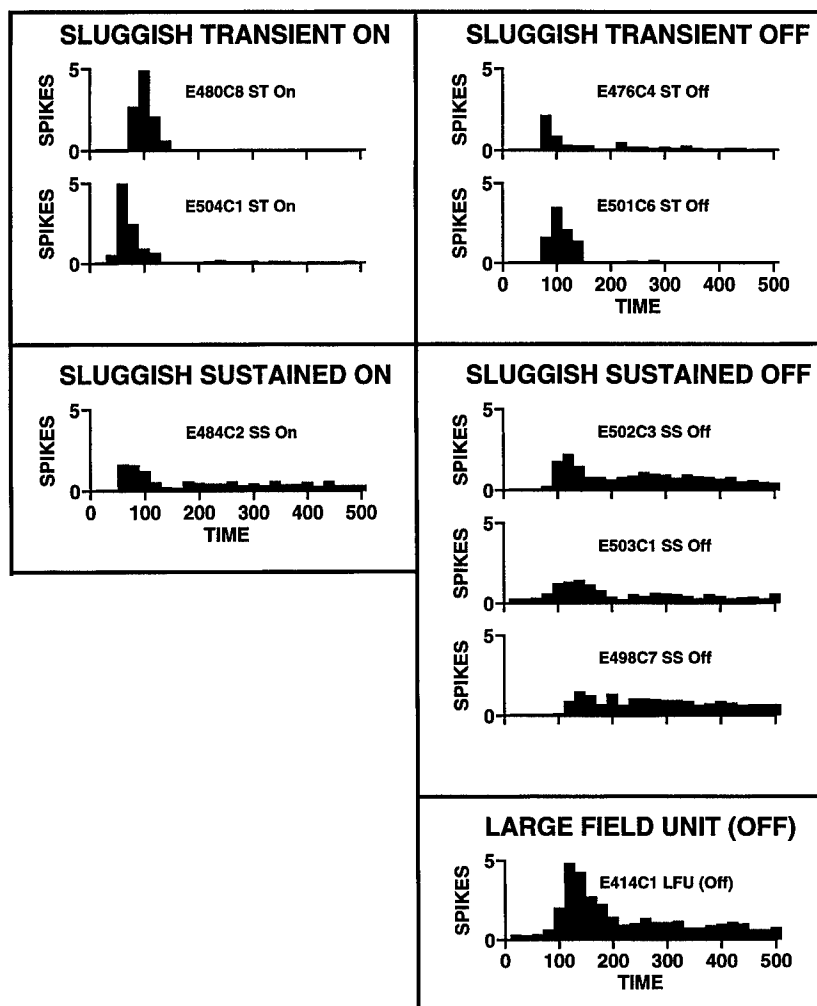 SLUGGISH TRANSIENT ON
5
SPIKES
0
E480C8 ST On
5
SPIKES
0
E504C1 ST On
SLUGGISH TRANSIENT OFF
5
SPIKES
0
E476C4 ST Off
5
SPIKES
0
E501C6 ST Off
0 100 200 300 400 500
TIME
SLUGGISH SUSTAINED ON
5
SPIKES
0
E484C2 SS On
0 100 200 300 400 500
TIME
SLUGGISH SUSTAINED OFF
5
SPIKES
0
E502C3 SS Off
5
SPIKES
0
E503C1 SS Off
5
SPIKES
0
E498C7 SS Off
LARGE FIELD UNIT (OFF)
5
SPIKES
0
E414C1 LFU (Off)
0 100 200 300 400 500
TIME